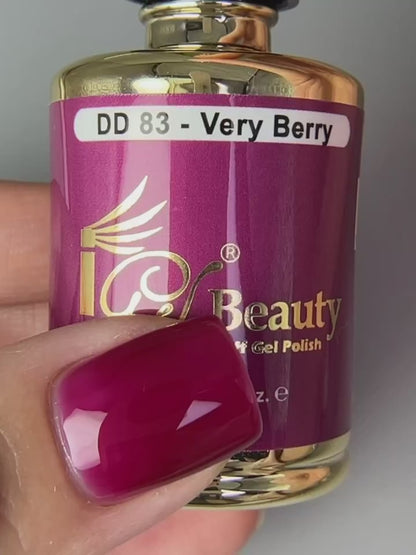 DD 83 - Very Berry
®
Beauty
Gel Polish
z. ℮